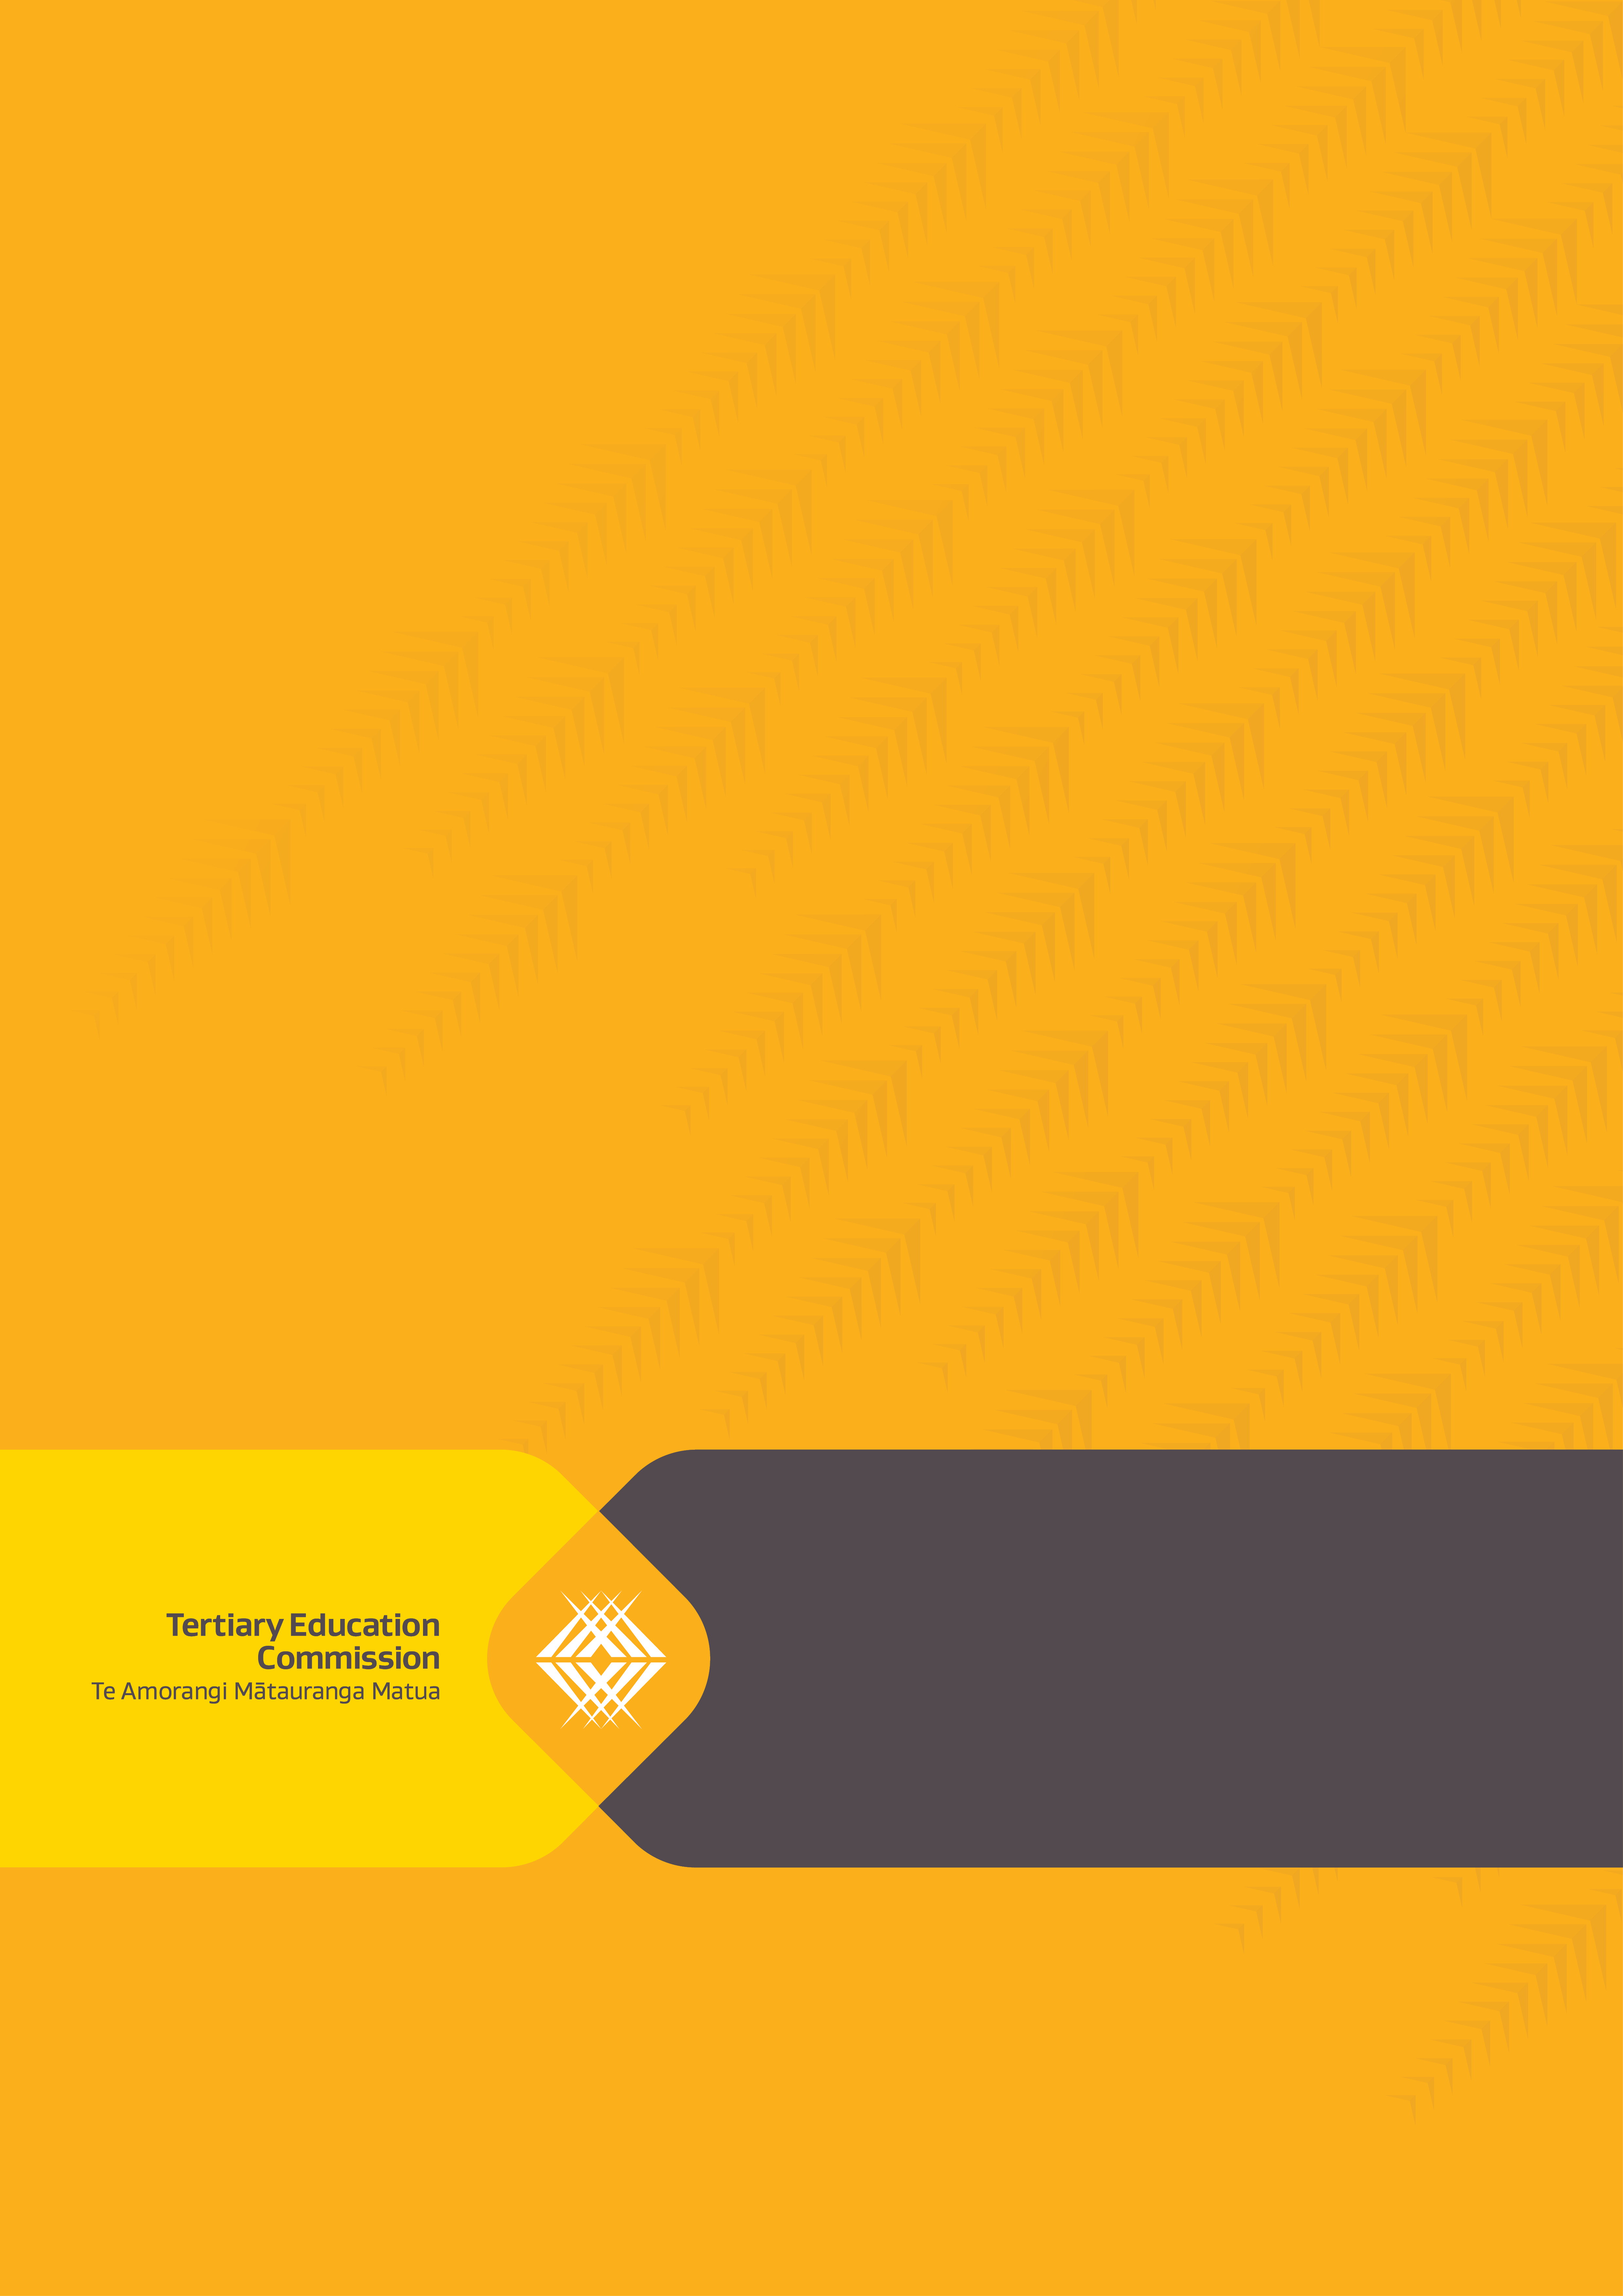 Tertiary Education
Commission
Te Amorangi Mātauranga Matua